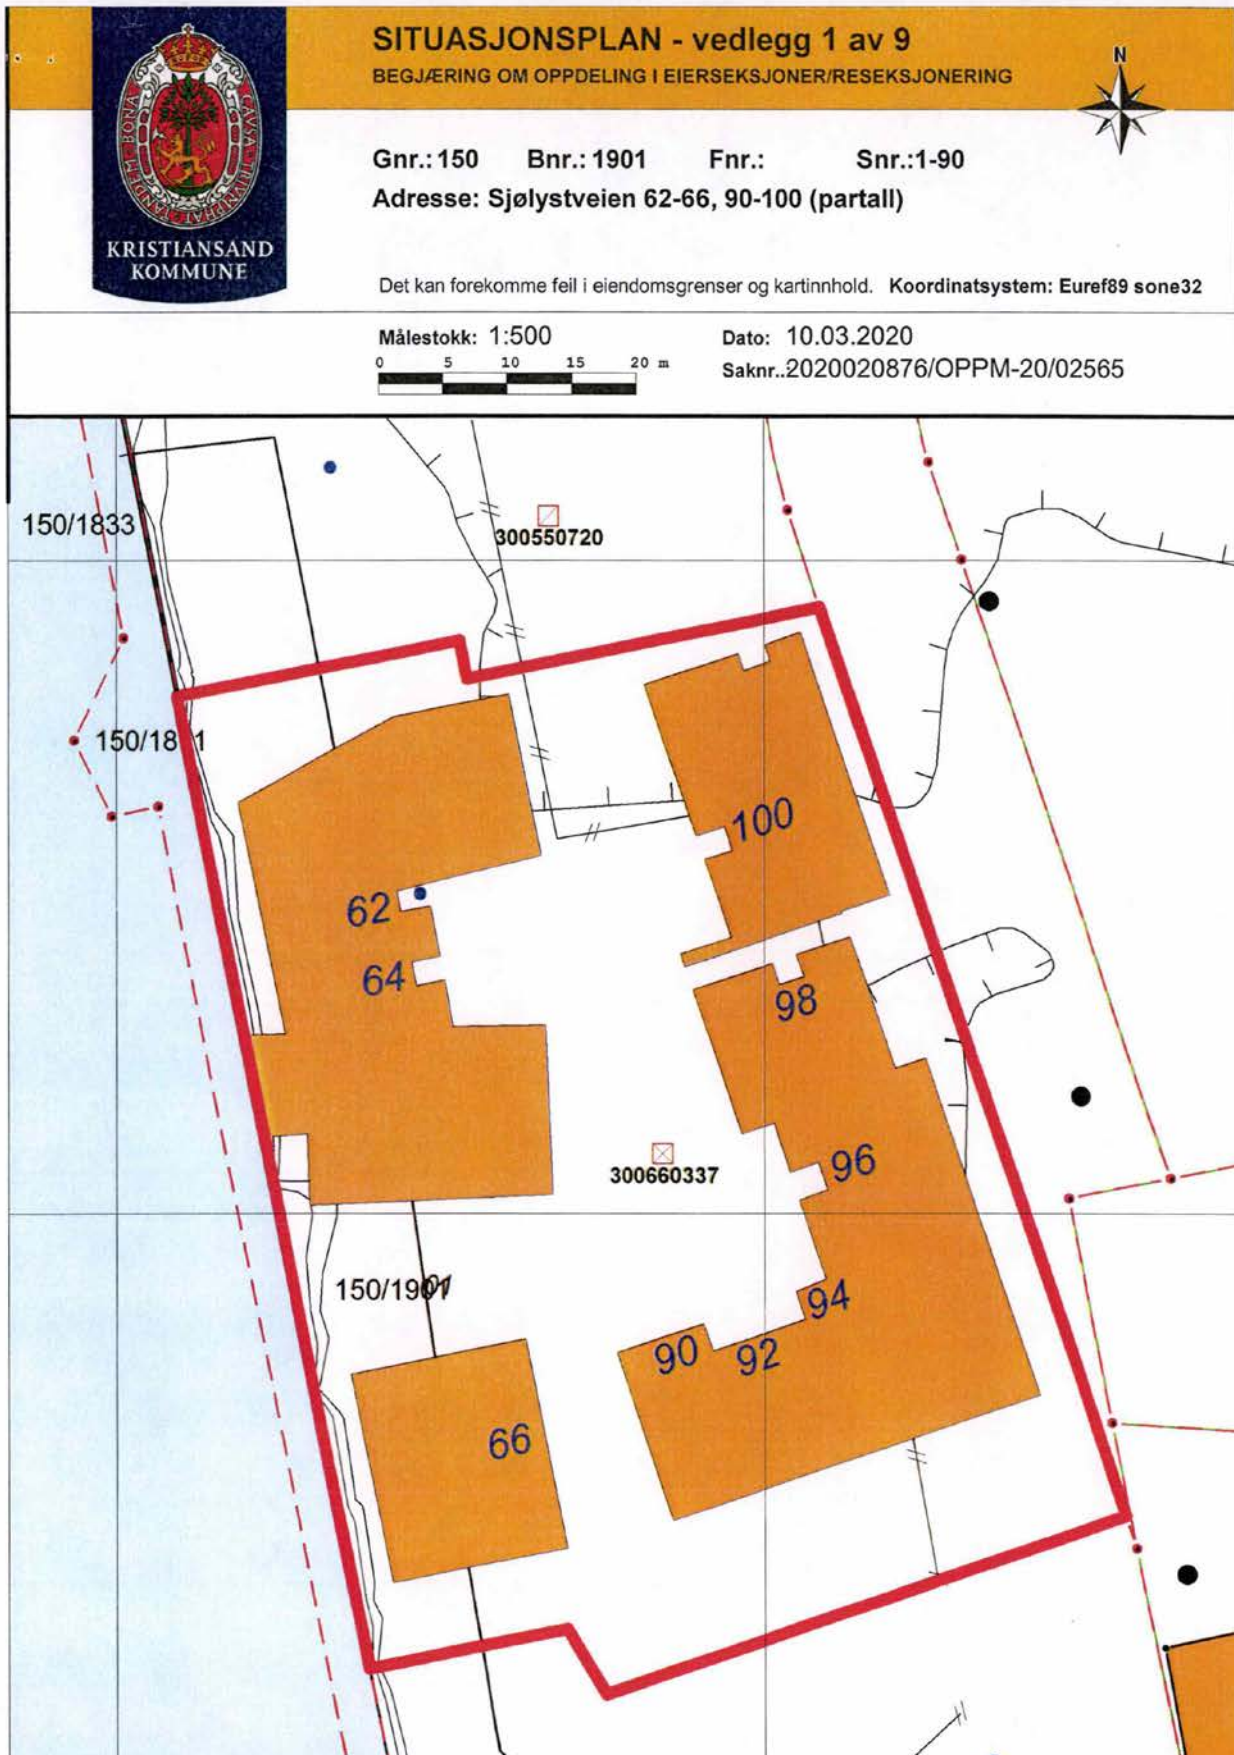 SITUASJONSPLAN - vedlegg 1 av 9
BEGJÆRING OM OPPDELING I EIERSEKSJONER/RESEKSJONERING
N
KRISTIANSAND
KOMMUNE
Gnr.: 150 Bnr.: 1901 Fnr.: Snr.:1-90
Adresse: Sjølystveien 62-66, 90-100 (partall)
Det kan forekomme feil i eiendomsgrenser og kartinnhold. Koordinatsystem: Euref89 sone32
Målestokk: 1:500 Dato: 10.03.2020
0 5 10 15 20 m
Saknr.:2020020876/OPPM-20/02565
150/1833
300550720
100
62
64
98
96
300660337
94
90
92
66